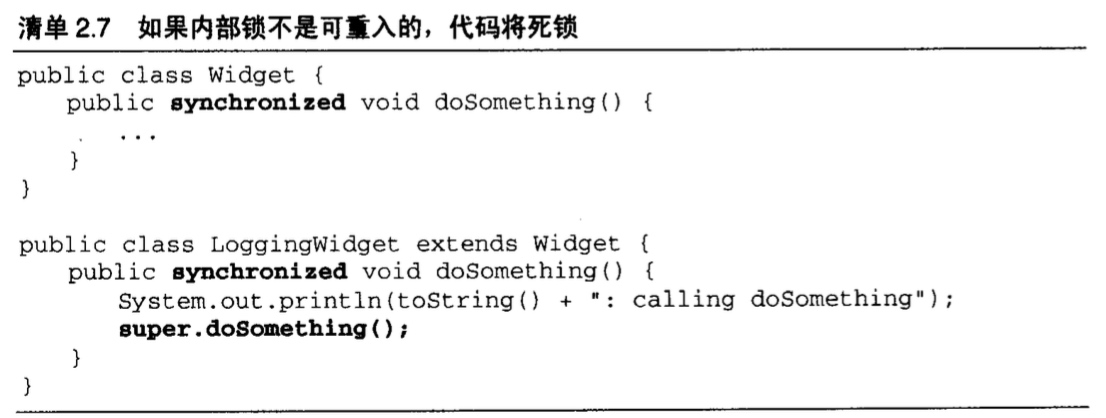 清单 2.7 如果内部锁不是可重入的，代码将死锁
public class Widget {
    public synchronized void doSomething() {
        ...
    }
}

public class LoggingWidget extends Widget {
    public synchronized void doSomething() {
        System.out.println(toString() + ": calling doSomething");
        super.doSomething();
    }
}